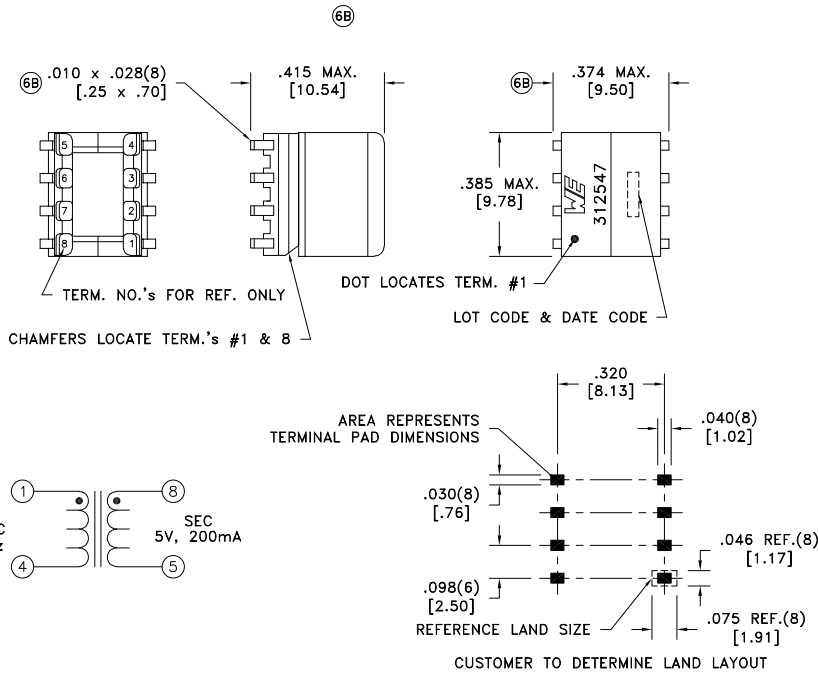 6B
6B
.010 x .028(8)
[.25 x .70]
.415 MAX.
[10.54]
6B
.374 MAX.
[9.50]
5
4
6
3
7
2
8
1
.385 MAX.
[9.78]
WE
312547
TERM. NO.'s FOR REF. ONLY
DOT LOCATES TERM. #1
LOT CODE & DATE CODE
CHAMFERS LOCATE TERM.'s #1 & 8
.320
[8.13]
AREA REPRESENTS
TERMINAL PAD DIMENSIONS
.040(8)
[1.02]
.030(8)
[.76]
1
8
SEC
5V, 200mA
4
5
.046 REF.(8)
[1.17]
.098(6)
[2.50]
REFERENCE LAND SIZE
.075 REF.(8)
[1.91]
CUSTOMER TO DETERMINE LAND LAYOUT